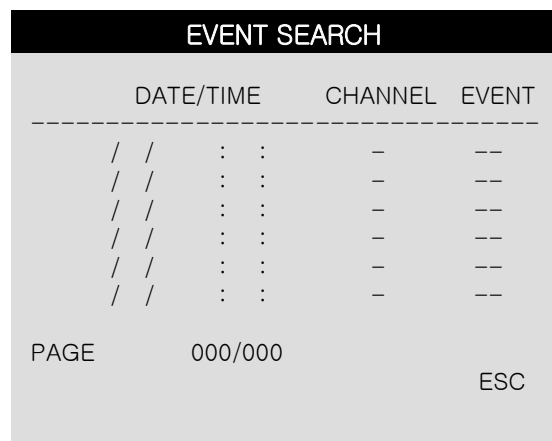 EVENT SEARCH
DATE/TIME CHANNEL EVENT
------------------------------------
/ / : : - --
/ / : : - --
/ / : : - --
/ / : : - --
/ / : : - --
/ / : : - --
PAGE 000/000
ESC